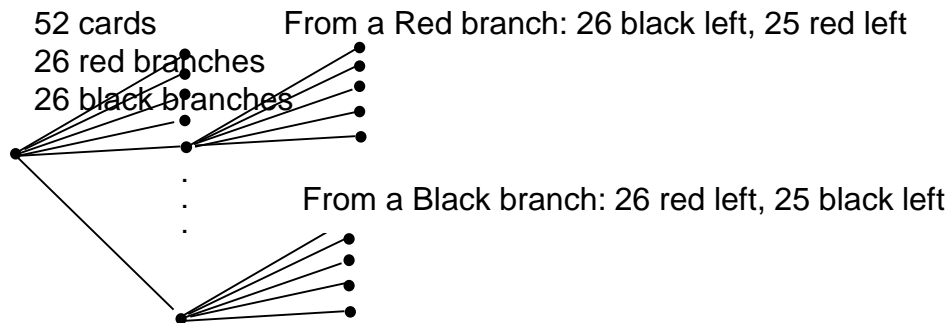 52 cards
26 red branches
26 black branches
From a Red branch: 26 black left, 25 red left
From a Black branch: 26 red left, 25 black left